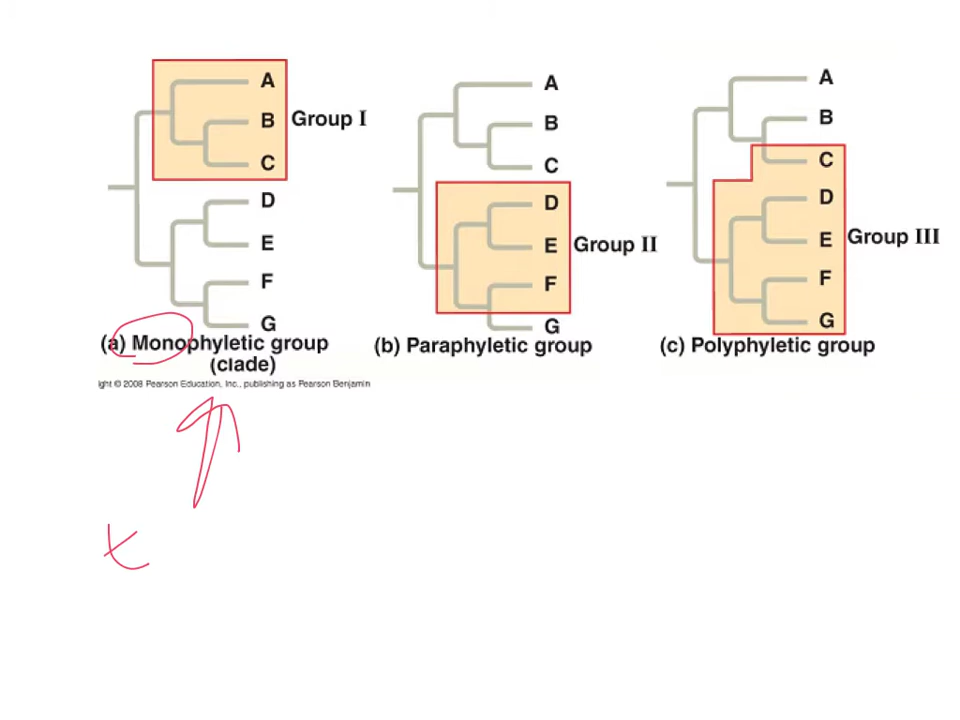 A
B
C
Group I
D
E
F
G
(a) Monophyletic group
(clade)
ight © 2008 Pearson Education, Inc., publishing as Pearson Benjamin
A
B
C
D
E
Group II
F
G
(b) Paraphyletic group
A
B
C
D
E
Group III
F
G
(c) Polyphyletic group
t